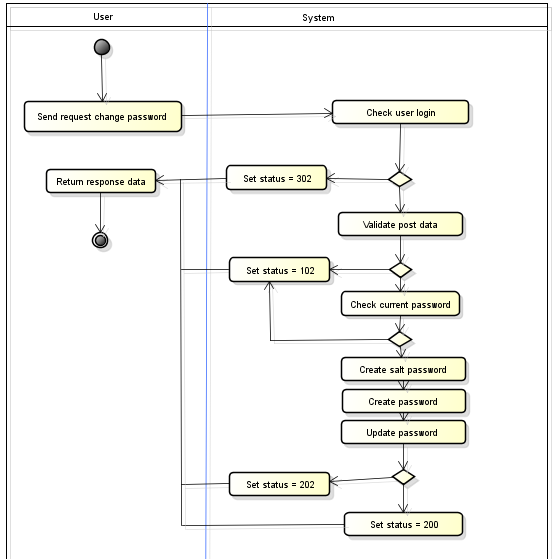 User
System
Send request change password
Check user login
Return response data
Set status = 302
Validate post data
Set status = 102
Check current password
Create salt password
Create password
Update password
Set status = 202
Set status = 200